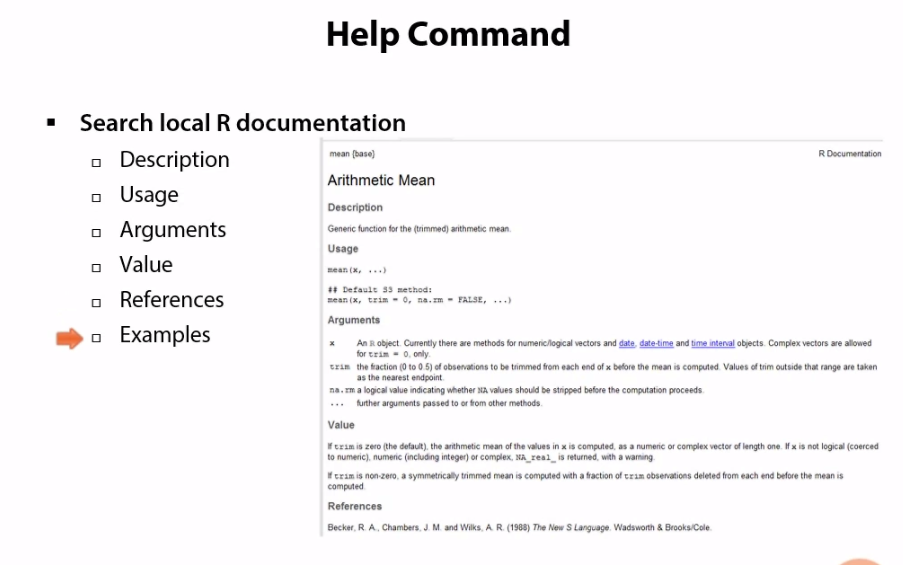 Help Command
▪ Search local R documentation
□ Description
□ Usage
□ Arguments
□ Value
□ References
□ Examples
mean {base}
R Documentation
Arithmetic Mean
Description
Generic function for the (trimmed) arithmetic mean.
Usage
mean(x, ...)
## Default S3 method:
mean(x, trim = 0, na.rm = FALSE, ...)
Arguments
x An R object. Currently there are methods for numeric/logical vectors and date, date-time and time interval objects. Complex vectors are allowed
for trim = 0, only.
trim the fraction (0 to 0.5) of observations to be trimmed from each end of x before the mean is computed. Values of trim outside that range are taken
as the nearest endpoint.
na.rm a logical value indicating whether NA values should be stripped before the computation proceeds.
... further arguments passed to or from other methods.
Value
If trim is zero (the default), the arithmetic mean of the values in x is computed, as a numeric or complex vector of length one. If x is not logical (coerced
to numeric), numeric (including integer) or complex, NA_real_ is returned, with a warning.
If trim is non-zero, a symmetrically trimmed mean is computed with a fraction of trim observations deleted from each end before the mean is
computed.
References
Becker, R. A., Chambers, J. M. and Wilks, A. R. (1988) The New S Language. Wadsworth & Brooks/Cole.